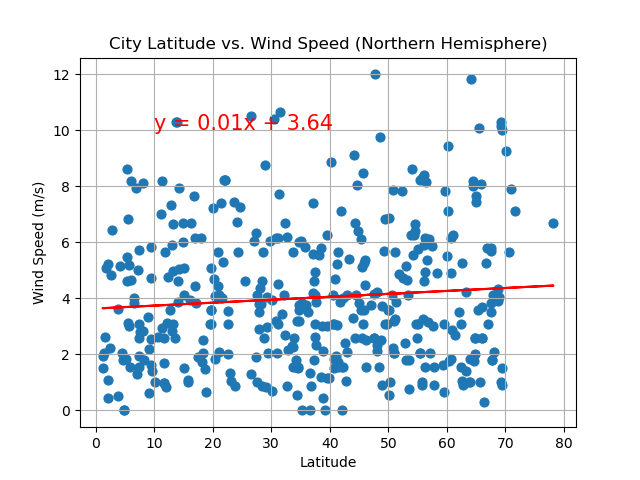 City Latitude vs. Wind Speed (Northern Hemisphere)
12
10
8
6
4
2
0
Wind Speed (m/s)
y = 0.01x + 3.64
0 10 20 30 40 50 60 70 80
Latitude